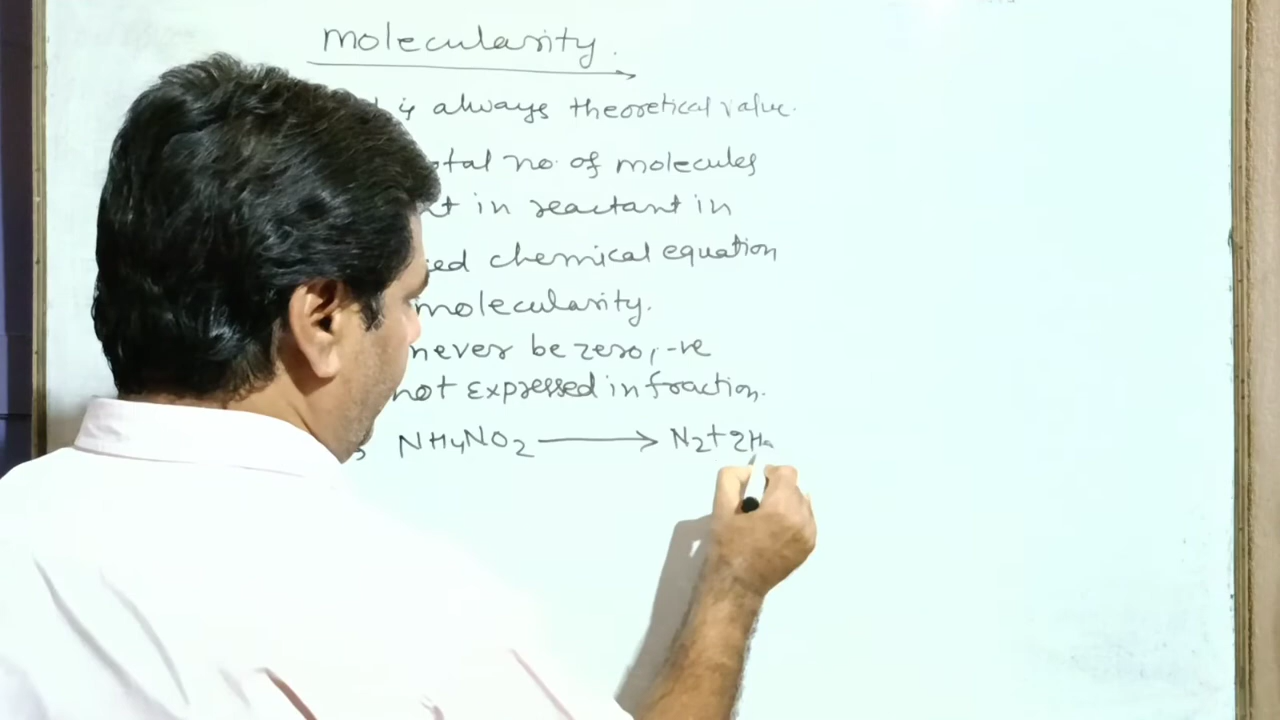 molecularity.
is always theoretical value.
no. of molecules
in reactant in
chemical equation
molecularity.
never be zero, -ve
not expressed in fraction.
NH4NO2 → N2 + 2H2